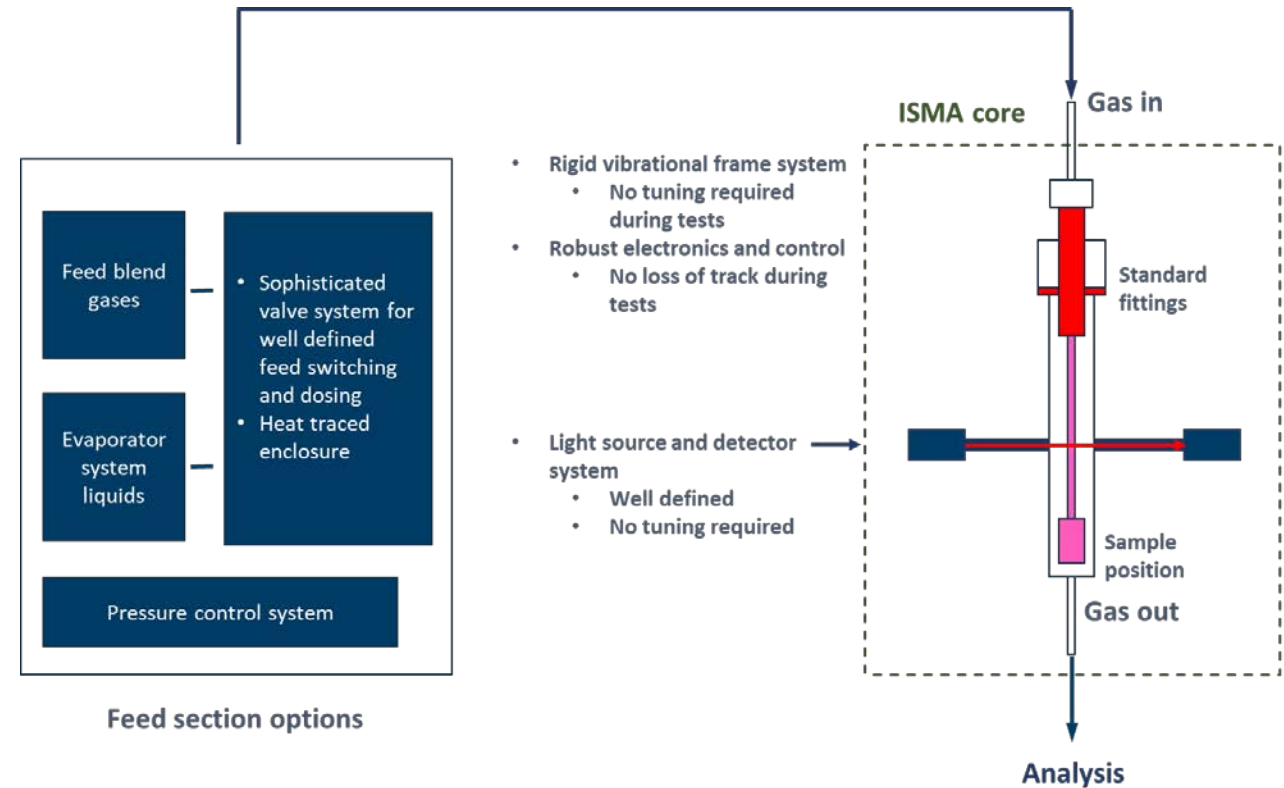 Feed blend
gases
Evaporator
system
liquids
• Sophisticated
valve system for
well defined
feed switching
and dosing
• Heat traced
enclosure
Pressure control system
Feed section options
• Rigid vibrational frame system
• No tuning required
during tests
• Robust electronics and control
• No loss of track during
tests
• Light source and detector
system
• Well defined
• No tuning required
ISMA core
Gas in
Standard
fittings
Sample
position
Gas out
Analysis